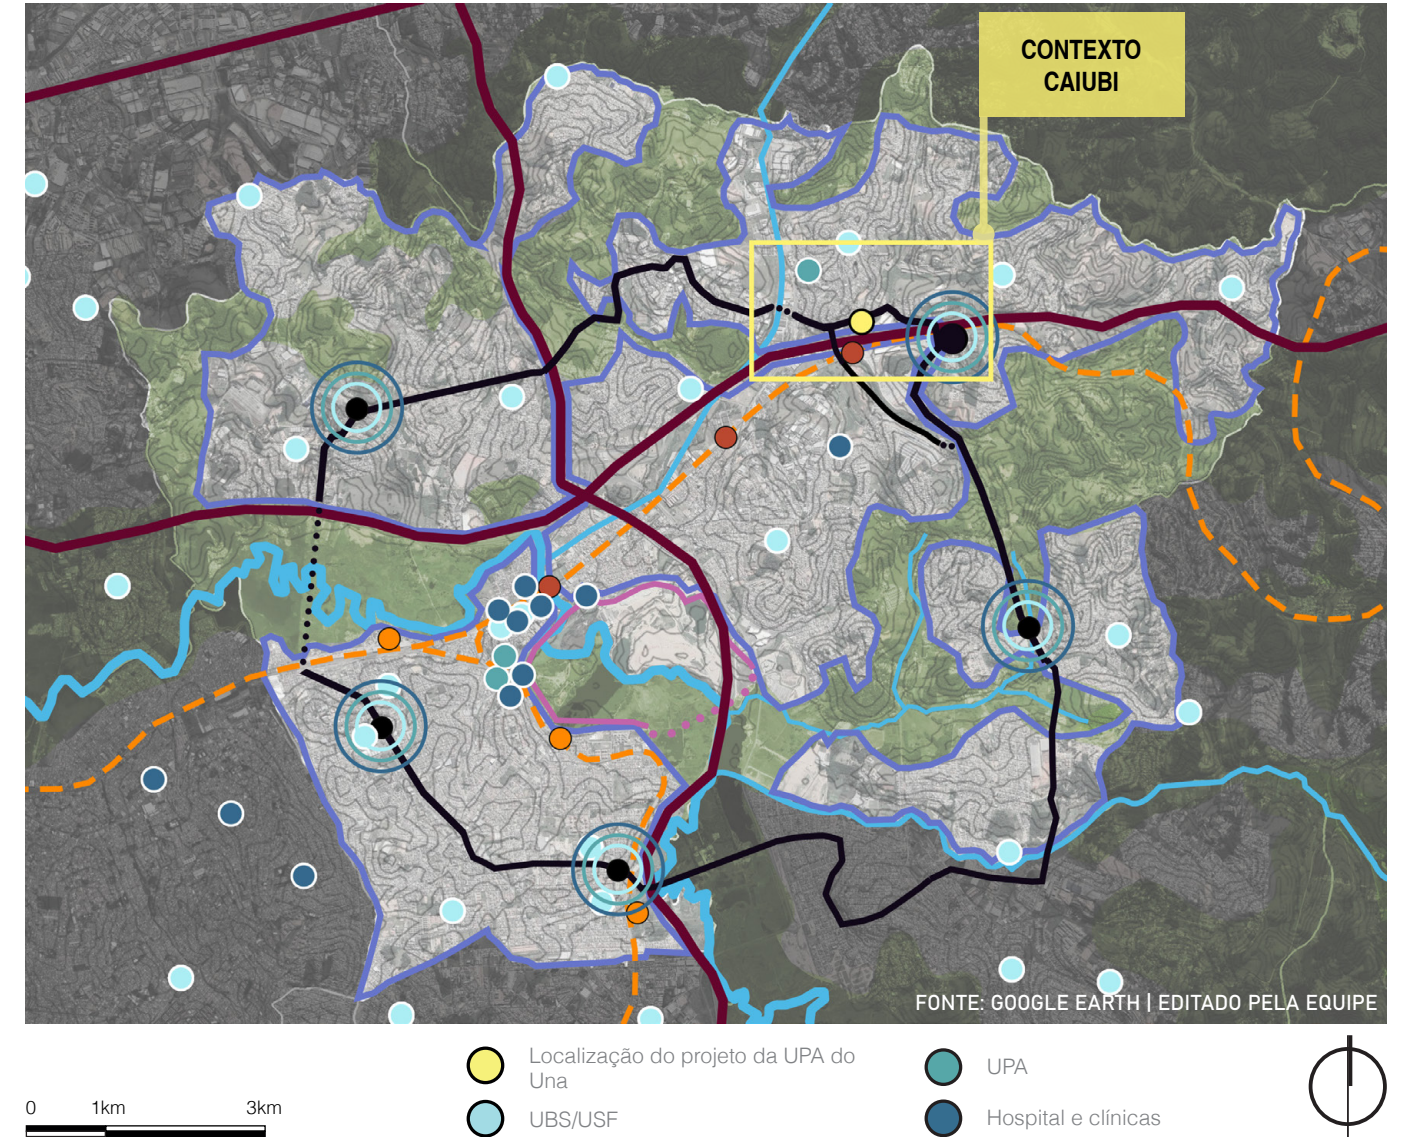 CONTEXTO
CAIUBI
FONTE: GOOGLE EARTH | EDITADO PELA EQUIPE
Localização do projeto da UPA do
Una
UPA
0 1km 3km
UBS/USF
Hospital e clínicas